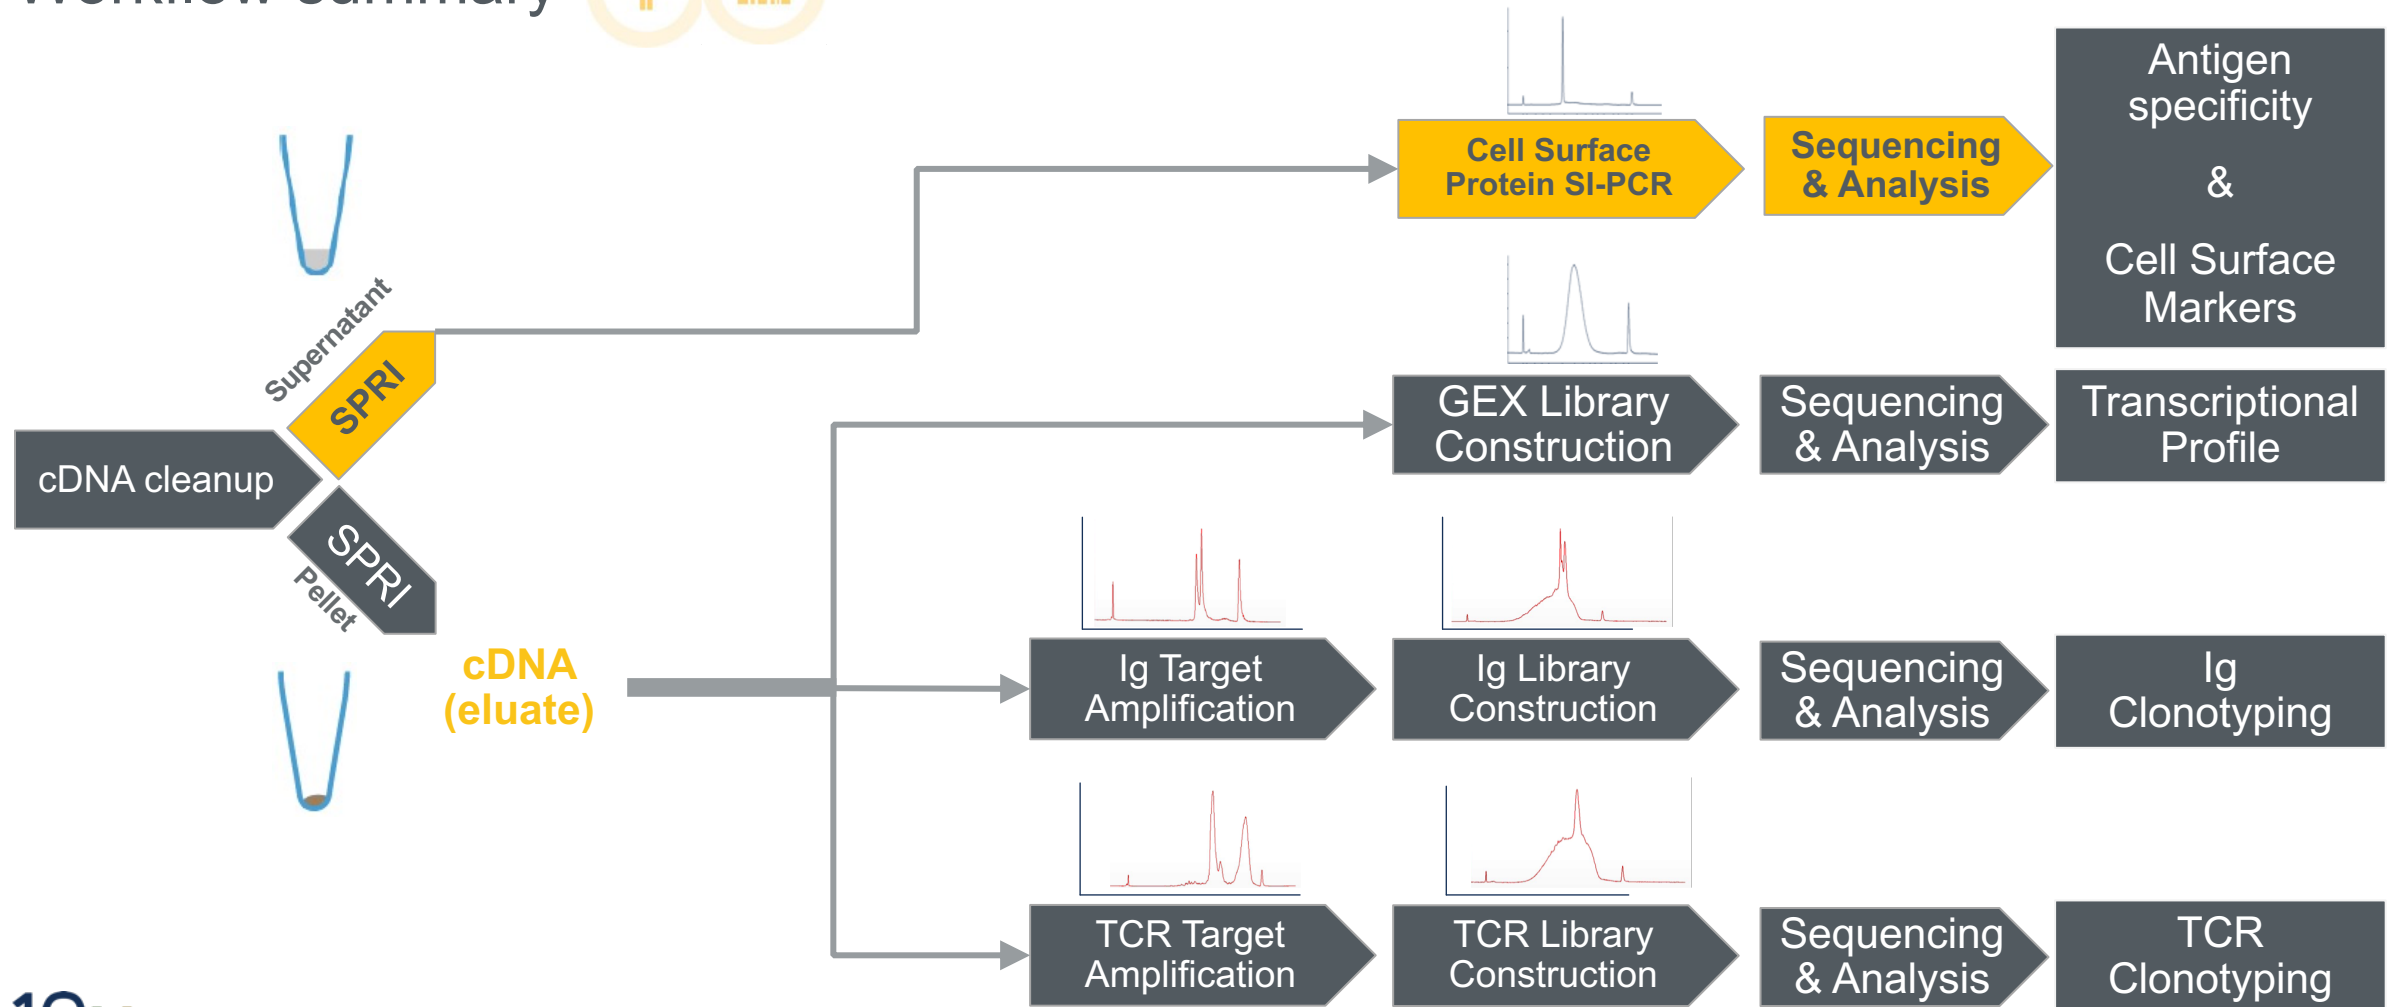 Workflow summary
Cell Surface
Protein SI-PCR
Sequencing
& Analysis
Antigen
specificity
&
Cell Surface
Markers
Supernatant
SPRI
cDNA cleanup
SPRI
Pellet
GEX Library
Construction
Sequencing
& Analysis
Transcriptional
Profile
cDNA
(eluate)
Ig Target
Amplification
Ig Library
Construction
Sequencing
& Analysis
Ig
Clonotyping
TCR Target
Amplification
TCR Library
Construction
Sequencing
& Analysis
TCR
Clonotyping